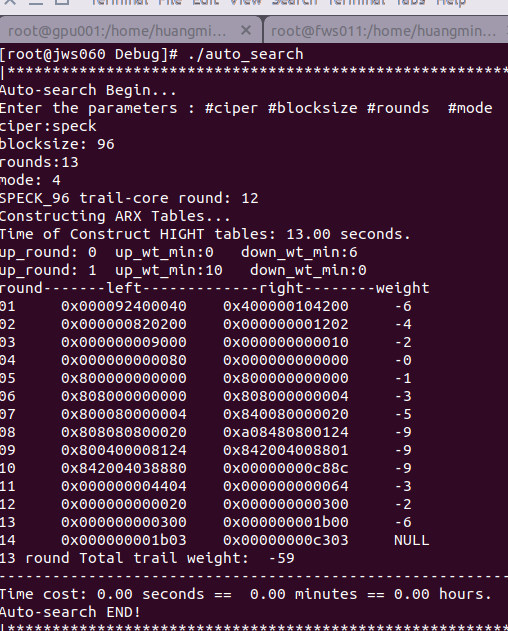 Terminal File Edit View Search Terminal Tabs Help
root@gpu001:/home/huangmi... × root@fws011:/home/huangmin...
[root@jws060 Debug]# ./auto_search
|************************************************************
Auto-search Begin...
Enter the parameters : #ciper #blocksize #rounds  #mode
ciper:speck
blocksize: 96
rounds:13
mode: 4
SPECK_96 trail-core round: 12
Constructing ARX Tables...
Time of Construct HIGHT tables: 13.00 seconds.
up_round: 0  up_wt_min:0   down_wt_min:6
up_round: 1  up_wt_min:10   down_wt_min:0
round-------left-------------right--------weight
01     0x000092400040    0x400000104200     -6
02     0x000000820200    0x000000001202     -4
03     0x000000009000    0x000000000010     -2
04     0x000000000080    0x000000000000     -0
05     0x800000000000    0x800000000000     -1
06     0x808000000000    0x808000000004     -3
07     0x800080000004    0x840080000020     -5
08     0x808080800020    0xa08480800124     -9
09     0x800400008124    0x842004008801     -9
10     0x842004038880    0x00000000c88c     -9
11     0x000000004404    0x000000000064     -3
12     0x000000000020    0x000000000300     -2
13     0x000000000300    0x000000001b00     -6
14     0x000000001b03    0x00000000c303     NULL
13 round Total trail weight:  -59
------------------------------------------------------------
Time cost: 0.00 seconds ==  0.00 minutes == 0.00 hours.
Auto-search END!
|************************************************************